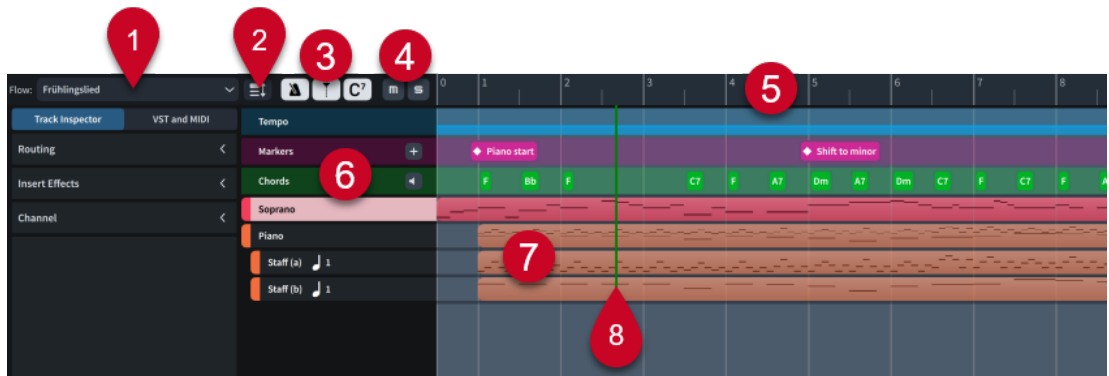 1 2 3 4
Flow: Frühlingslied C7 m s 0 1 2 3 4 5 5 6 7 8
Track Inspector VST and MIDI Tempo
Routing Markers + Piano start Shift to minor
Insert Effects Chords 6 F Bb F C7 F A7 Dm A7 Dm C7 F C7 F
Channel Soprano
Piano
7
Staff (a) 1
Staff (b) 1
8